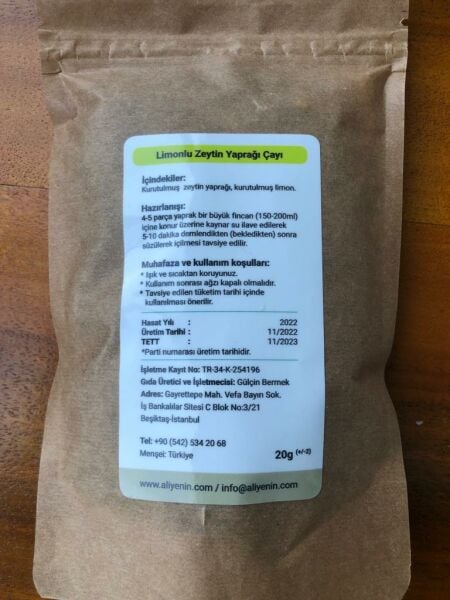 Limonlu Zeytin Yaprağı Çayı
İçindekiler:
Kurutulmuş zeytin yaprağı, kurutulmuş limon.
Hazırlanışı:
4-5 parça yaprak bir büyük fincan (150-200ml)
içine konur üzerine kaynar su ilave edilerek
5-10 dakika demlendikten (bekledikten) sonra
süzülerek içilmesi tavsiye edilir.
Muhafaza ve kullanım koşulları:
* Işık ve sıcaktan koruyunuz.
* Kullanım sonrası ağzı kapalı olmalıdır.
* Tavsiye edilen tüketim tarihi içinde
kullanılması önerilir.
Hasat Yılı : 2022
Üretim Tarihi : 11/2022
TETT : 11/2023
*Parti numarası üretim tarihidir.
İşletme Kayıt No: TR-34-K-254196
Gıda Üretici ve İşletmecisi: Gülçin Bermek
Adres: Gayrettepe Mah. Vefa Bayırı Sok.
İş Bankalılar Sitesi C Blok No:3/21
Beşiktaş-İstanbul
Tel: +90 (542) 534 20 68
Menşei: Türkiye 20g (+/-2)
www.aliyenin.com / info@aliyenin.com